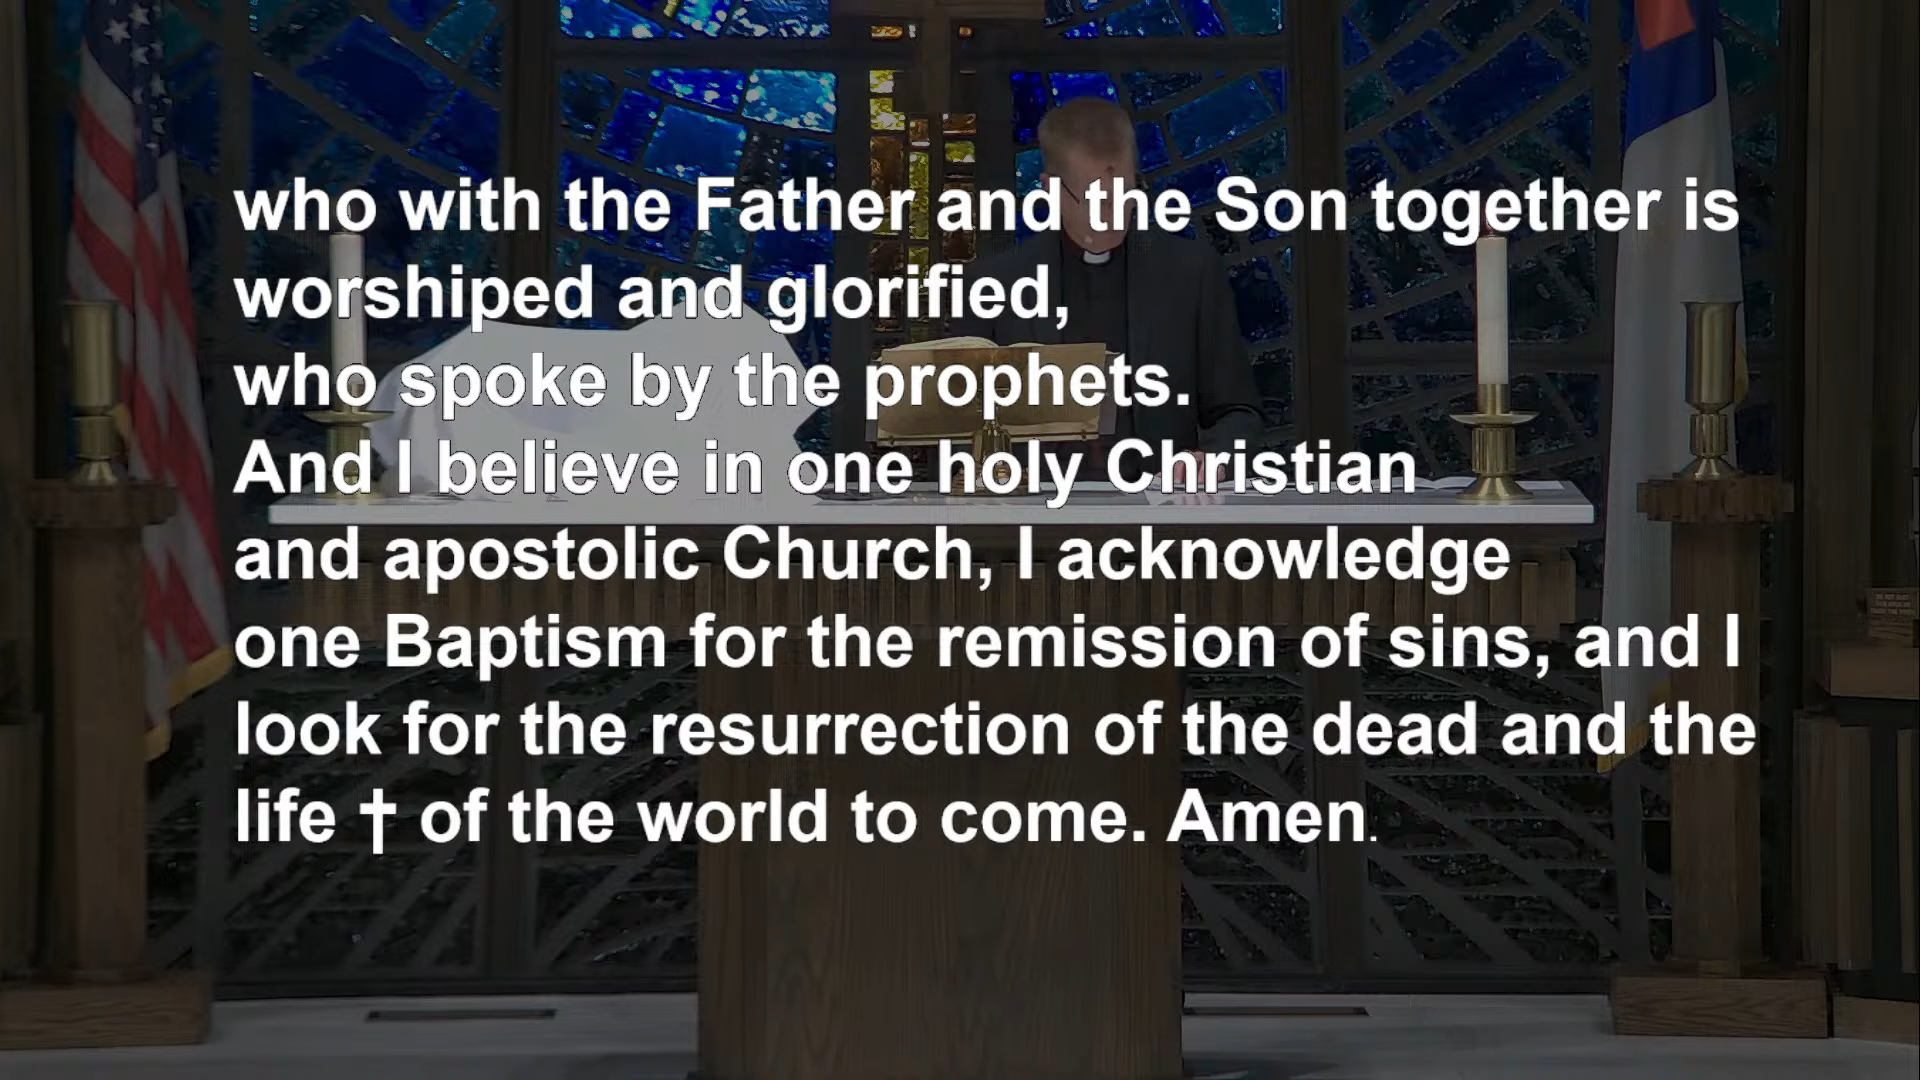 who with the Father and the Son together is
worshiped and glorified,
who spoke by the prophets.
And I believe in one holy Christian
and apostolic Church, I acknowledge
one Baptism for the remission of sins, and I
look for the resurrection of the dead and the
life † of the world to come. Amen.